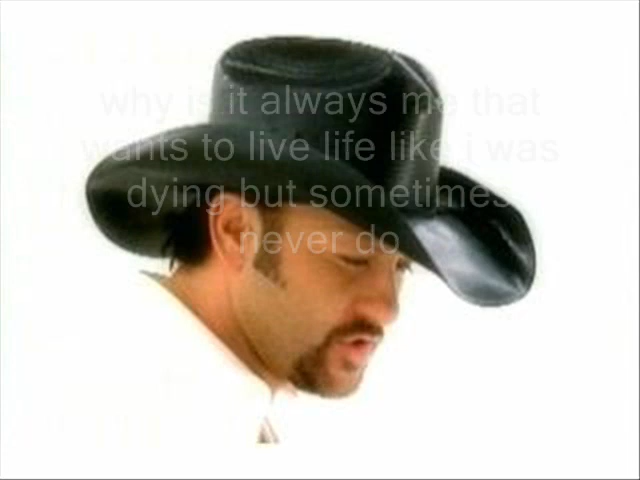 why is it always me that
wants to live life like i was
dying but sometimes
never do